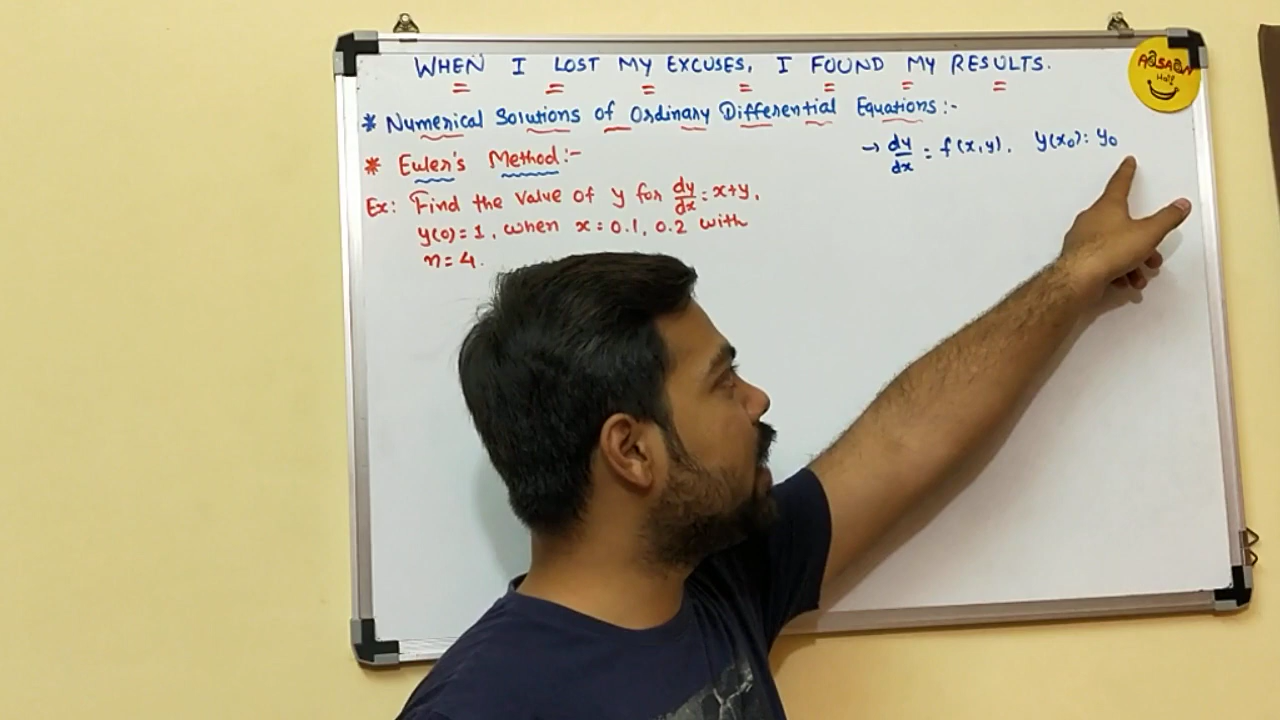 WHEN I LOST MY EXCUSES, I FOUND MY RESULTS.
* Numerical Solutions of Ordinary Differential Equations:-
* Euler's Method:-
→ dy/dx = f(x,y), y(x₀) : y₀
Ex: Find the value of y for dy/dx = x+y,
y(0) = 1, when x = 0.1, 0.2 with
n = 4.
Hai!